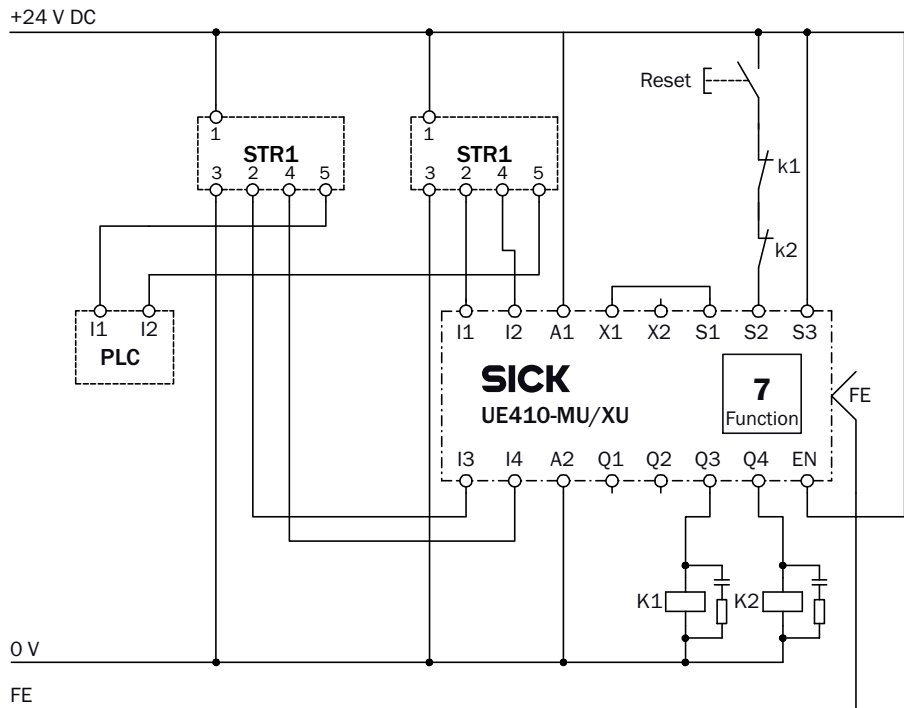 +24 V DC
Reset
1
1
STR1
STR1
3 2 4 5
3 2 4 5
k1
k2
I1 I2
PLC
I1 I2 A1 X1 X2 S1 S2 S3
SICK
UE410-MU/XU
7
Function
FE
I3 I4 A2 Q1 Q2 Q3 Q4 EN
K1
K2
0 V
FE